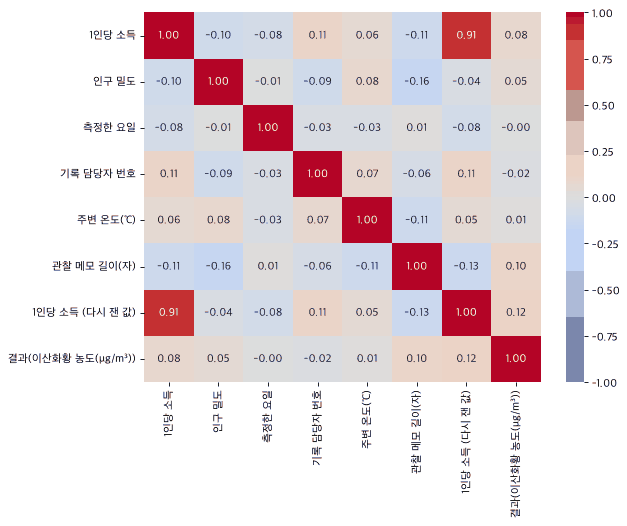 1인당 소득 1.00 -0.10 -0.08 0.11 0.06 -0.11 0.91 0.08
인구 밀도 -0.10 1.00 -0.01 -0.09 0.08 -0.16 -0.04 0.05
측정한 요일 -0.08 -0.01 1.00 -0.03 -0.03 0.01 -0.08 -0.00
기록 담당자 번호 0.11 -0.09 -0.03 1.00 0.07 -0.06 0.11 -0.02
주변 온도(℃) 0.06 0.08 -0.03 0.07 1.00 -0.11 0.05 0.01
관찰 메모 길이(자) -0.11 -0.16 0.01 -0.06 -0.11 1.00 -0.13 0.10
1인당 소득 (다시 잰 값) 0.91 -0.04 -0.08 0.11 0.05 -0.13 1.00 0.12
결과(이산화황 농도(µg/m³)) 0.08 0.05 -0.00 -0.02 0.01 0.10 0.12 1.00
1인당 소득
인구 밀도
측정한 요일
기록 담당자 번호
주변 온도(℃)
관찰 메모 길이(자)
1인당 소득 (다시 잰 값)
결과(이산화황 농도(µg/m³))
1.00
0.75
0.50
0.25
0.00
-0.25
-0.50
-0.75
-1.00